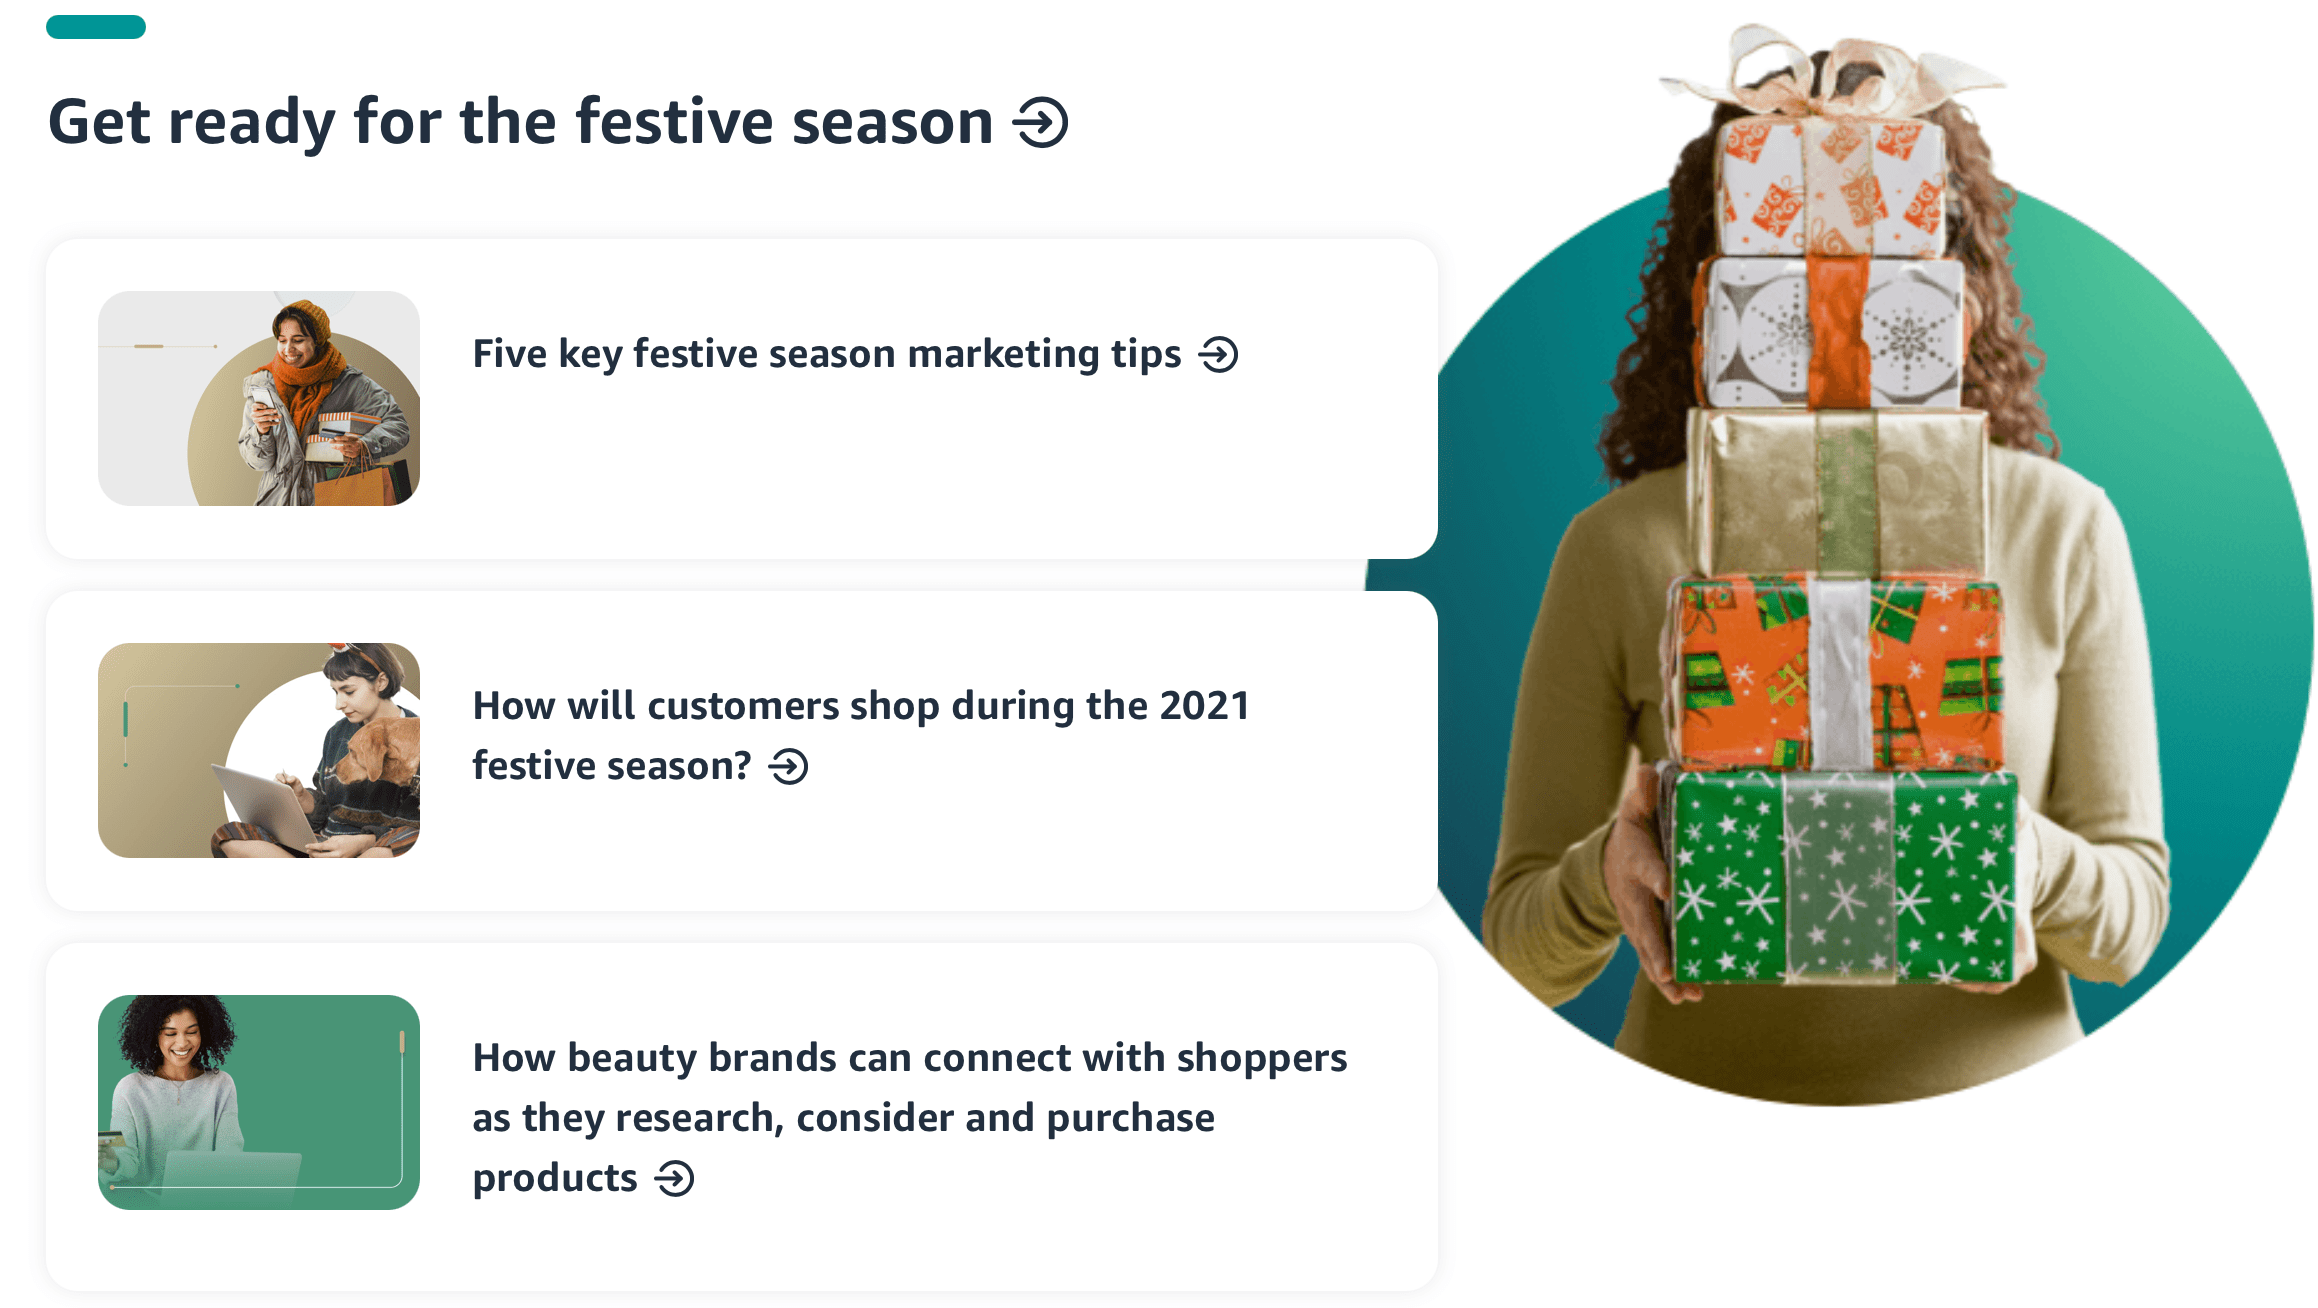 Get ready for the festive season
Five key festive season marketing tips
How will customers shop during the 2021
festive season?
How beauty brands can connect with shoppers
as they research, consider and purchase
products